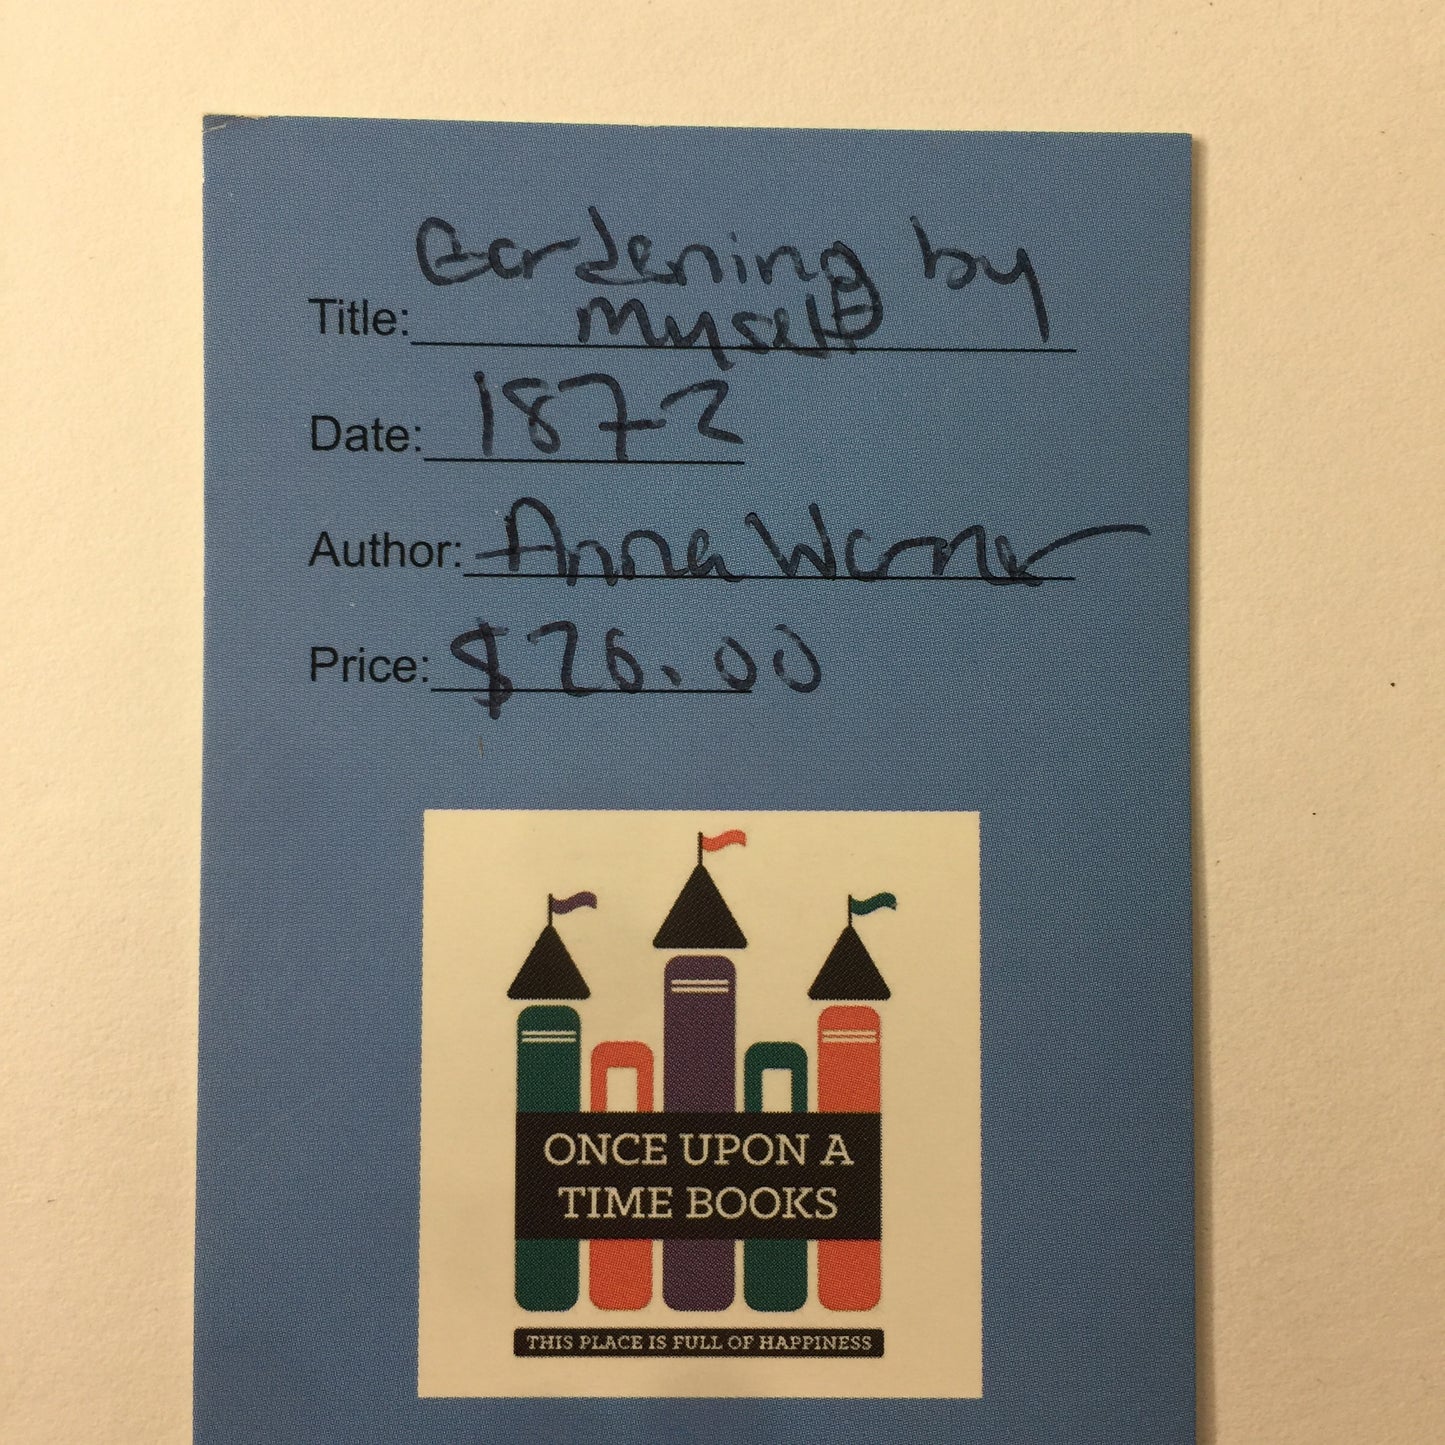 Gardening by
Title: Myself
Date: 1872
Author: Anna Warner
Price: $26.00
ONCE UPON A
TIME BOOKS
THIS PLACE IS FULL OF HAPPINESS